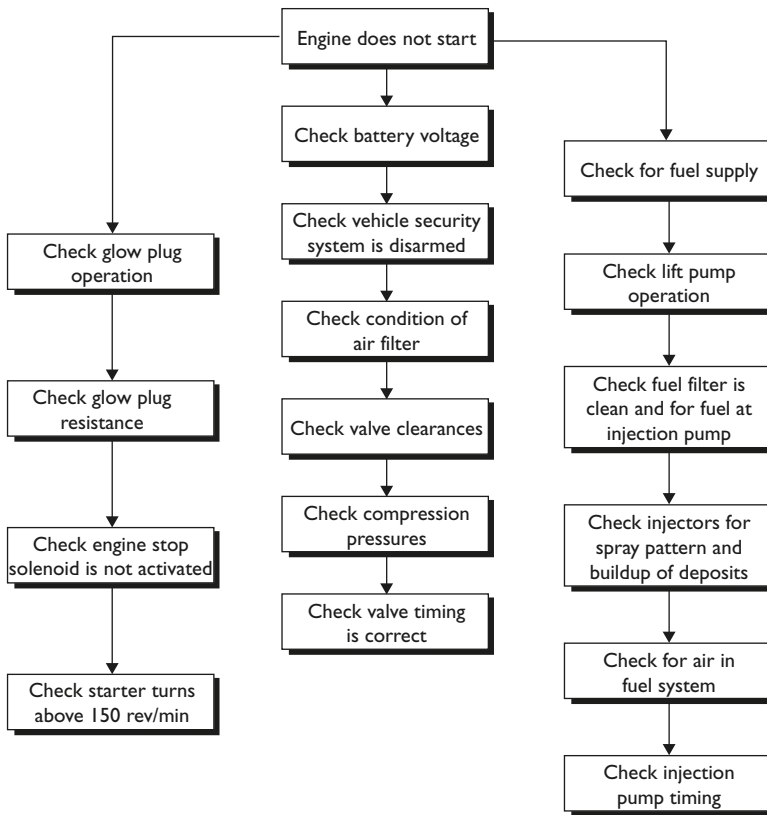 Engine does not start
Check glow plug
operation
Check glow plug
resistance
Check engine stop
solenoid is not activated
Check starter turns
above 150 rev/min
Check battery voltage
Check vehicle security
system is disarmed
Check condition of
air filter
Check valve clearances
Check compression
pressures
Check valve timing
is correct
Check for fuel supply
Check lift pump
operation
Check fuel filter is
clean and for fuel at
injection pump
Check injectors for
spray pattern and
buildup of deposits
Check for air in
fuel system
Check injection
pump timing